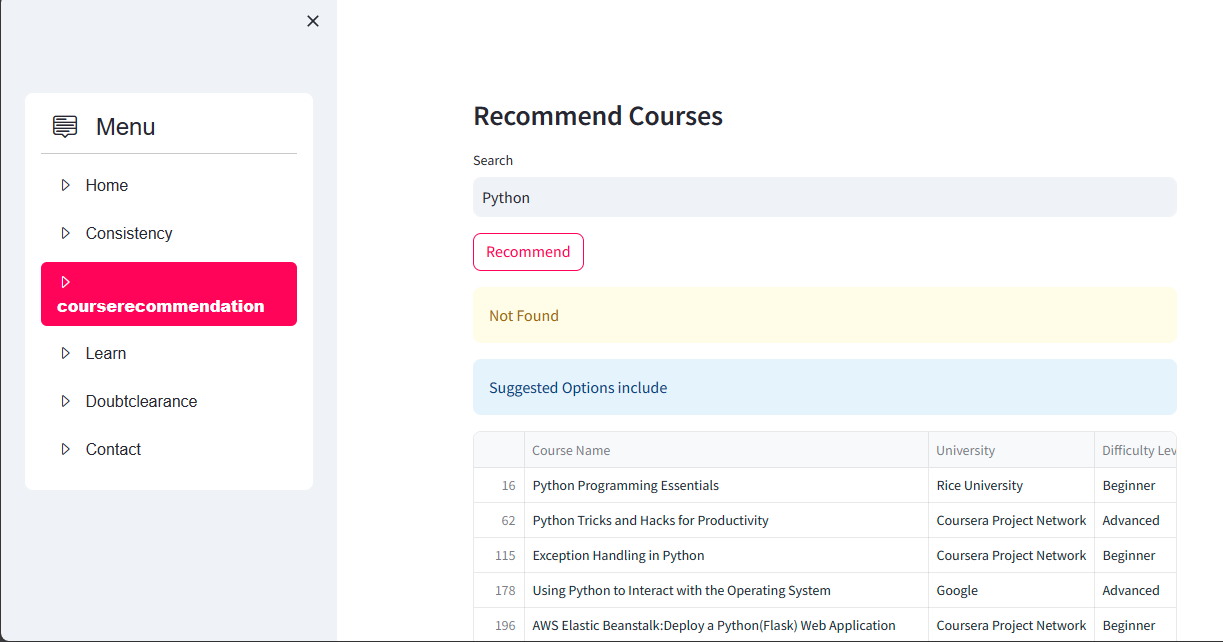 Menu
Home
Consistency
courserecommendation
Learn
Doubtclearance
Contact
Recommend Courses
Search
Python
Recommend
Not Found
Suggested Options include
Course Name University Difficulty Lev
16 Python Programming Essentials Rice University Beginner
62 Python Tricks and Hacks for Productivity Coursera Project Network Advanced
115 Exception Handling in Python Coursera Project Network Beginner
178 Using Python to Interact with the Operating System Google Advanced
196 AWS Elastic Beanstalk:Deploy a Python(Flask) Web Application Coursera Project Network Beginner